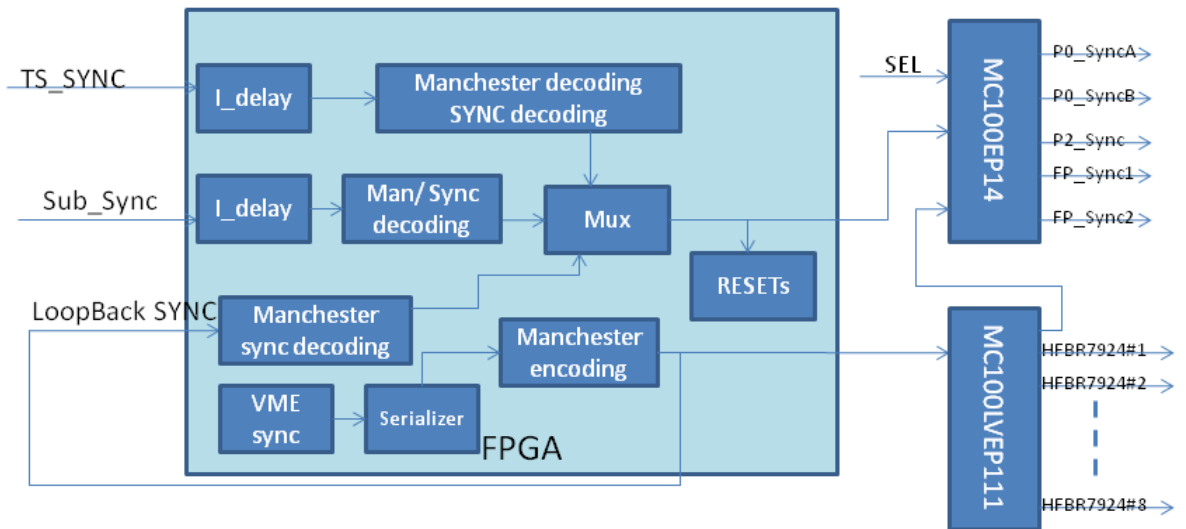 TS_SYNC
I_delay
Manchester decoding
SYNC decoding
SEL
MC100EP14
P0_SyncA
P0_SyncB
P2_Sync
FP_Sync1
FP_Sync2
Sub_Sync
I_delay
Man/ Sync
decoding
Mux
RESETs
LoopBack SYNC
Manchester
sync decoding
Manchester
encoding
VME
sync
Serializer
FPGA
MC100LVEP111
HFBR7924#1
HFBR7924#2
HFBR7924#8